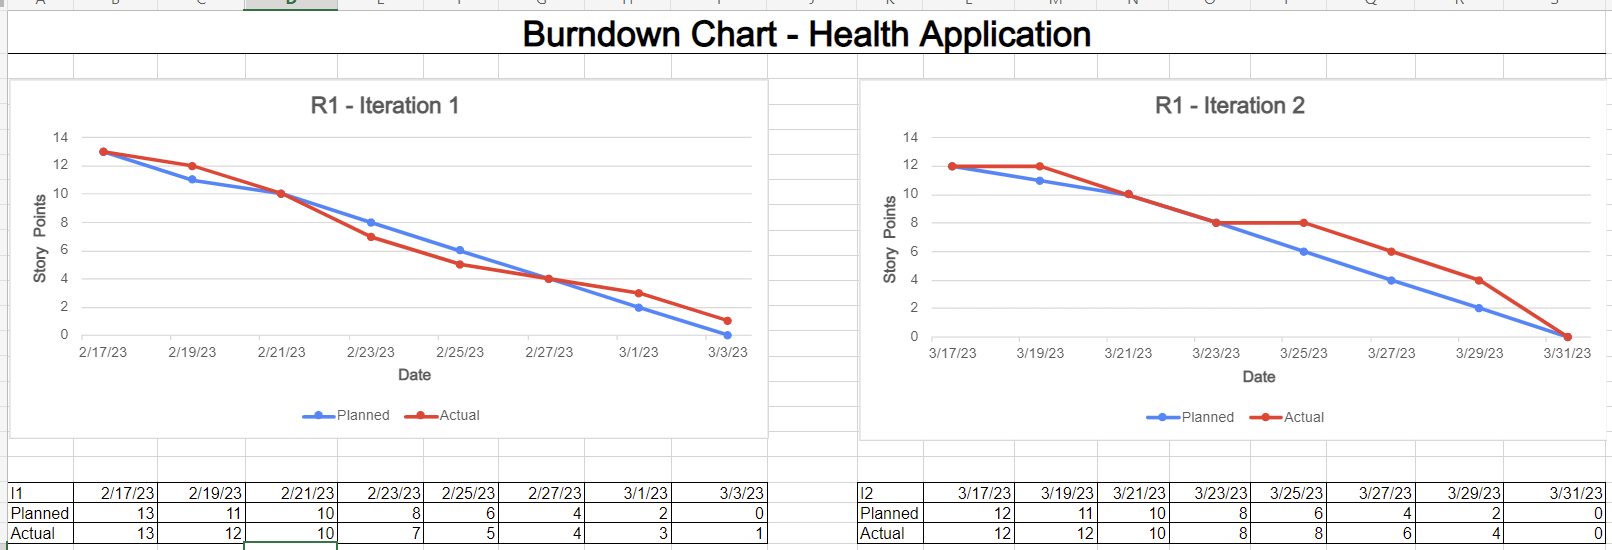 Burndown Chart - Health Application
R1 - Iteration 1
14
12
10
8
6
4
2
0
Story Points
2/17/23 2/19/23 2/21/23 2/23/23 2/25/23 2/27/23 3/1/23 3/3/23
Date
Planned Actual
R1 - Iteration 2
14
12
10
8
6
4
2
0
Story Points
3/17/23 3/19/23 3/21/23 3/23/23 3/25/23 3/27/23 3/29/23 3/31/23
Date
Planned Actual
I1 2/17/23 2/19/23 2/21/23 2/23/23 2/25/23 2/27/23 3/1/23 3/3/23
Planned 13 11 10 8 6 4 2 0
Actual 13 12 10 7 5 4 3 1
I2 3/17/23 3/19/23 3/21/23 3/23/23 3/25/23 3/27/23 3/29/23 3/31/23
Planned 12 11 10 8 6 4 2 0
Actual 12 12 10 8 8 6 4 0